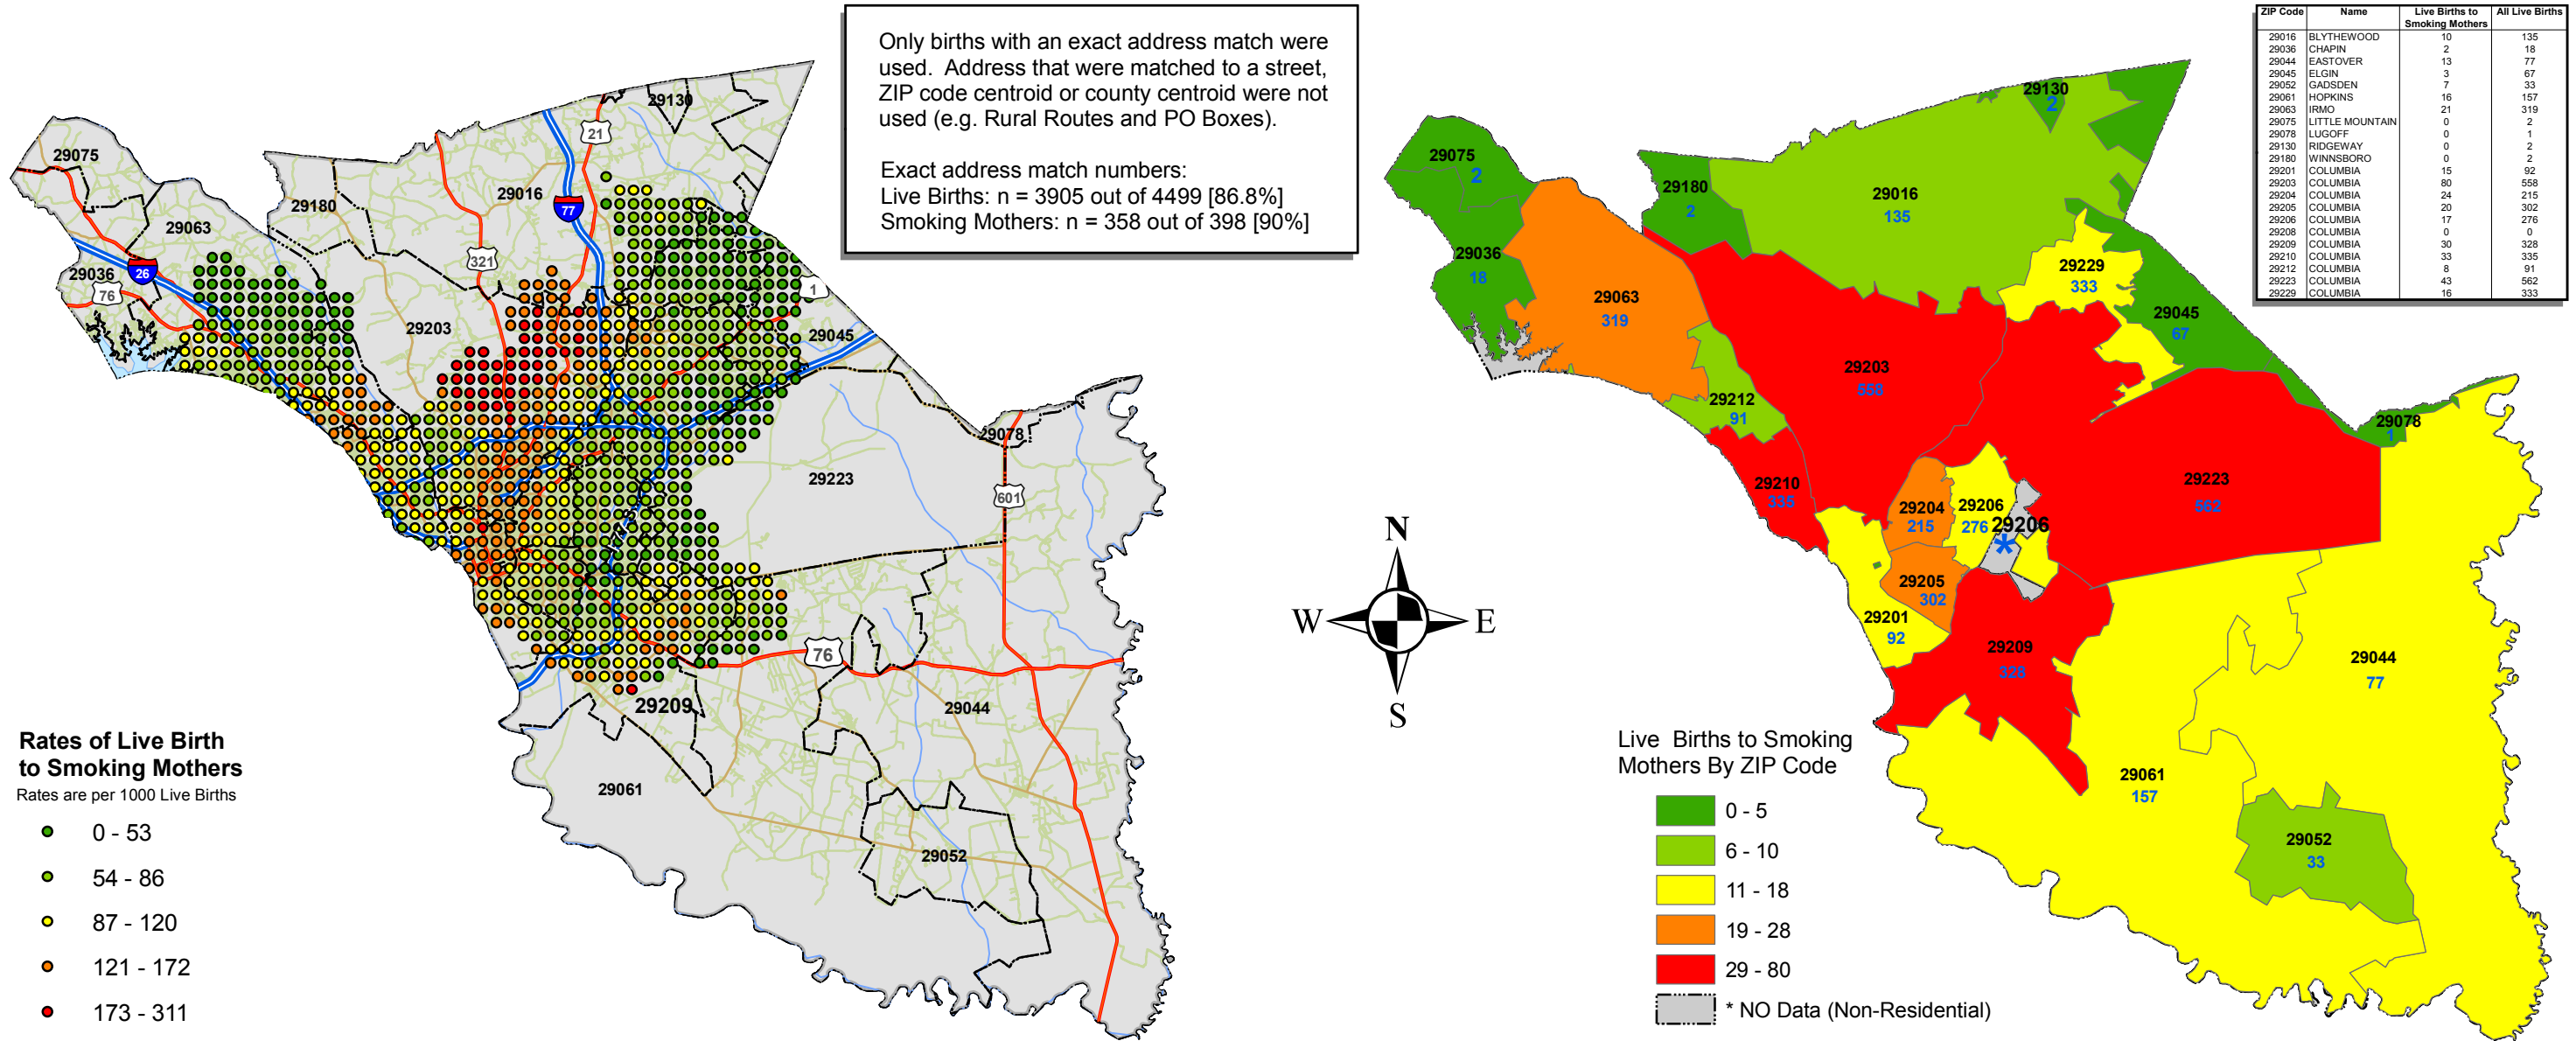 Only births with an exact address match were
used.  Address that were matched to a street,
ZIP code centroid or county centroid were not
used (e.g. Rural Routes and PO Boxes).
Exact address match numbers:
Live Births: n = 3905 out of 4499 [86.8%]
Smoking Mothers: n = 358 out of 398 [90%]
29130
21
29075
29016
77
29180
29063
321
29036
26
76
1
29203
29045
29078
29223
601
76
29209
29044
29061
29052
Rates of Live Birth
to Smoking Mothers
Rates are per 1000 Live Births
0 - 53
54 - 86
87 - 120
121 - 172
173 - 311
N
W
E
S
ZIP Code Name Live Births to Smoking Mothers All Live Births
29016 BLYTHEWOOD 10 135
29036 CHAPIN 2 18
29044 EASTOVER 13 77
29045 ELGIN 3 67
29052 GADSDEN 7 33
29061 HOPKINS 16 157
29063 IRMO 21 319
29075 LITTLE MOUNTAIN 0 2
29078 LUGOFF 0 1
29130 RIDGEWAY 0 2
29180 WINNSBORO 0 2
29201 COLUMBIA 15 92
29203 COLUMBIA 80 558
29204 COLUMBIA 24 215
29205 COLUMBIA 20 302
29206 COLUMBIA 17 276
29208 COLUMBIA 0 0
29209 COLUMBIA 30 328
29210 COLUMBIA 33 335
29212 COLUMBIA 8 91
29223 COLUMBIA 43 562
29229 COLUMBIA 16 333
29130
2
29075
2
29180
2
29016
135
29036
18
29229
333
29063
319
29045
67
29203
558
29212
91
29078
1
29210
335
29223
562
29204
215
29206
276
29206
*
29205
302
29201
92
29209
328
29044
77
29061
157
29052
33
Live  Births to Smoking
Mothers By ZIP Code
0 - 5
6 - 10
11 - 18
19 - 28
29 - 80
* NO Data (Non-Residential)